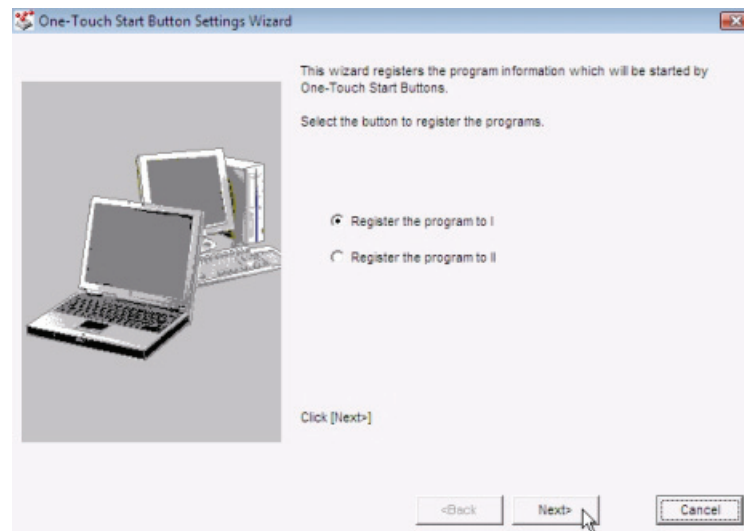 One-Touch Start Button Settings Wizard
This wizard registers the program information which will be started by
One-Touch Start Buttons.
Select the button to register the programs.
Register the program to I
Register the program to II
Click [Next>]
<Back
Next>
Cancel